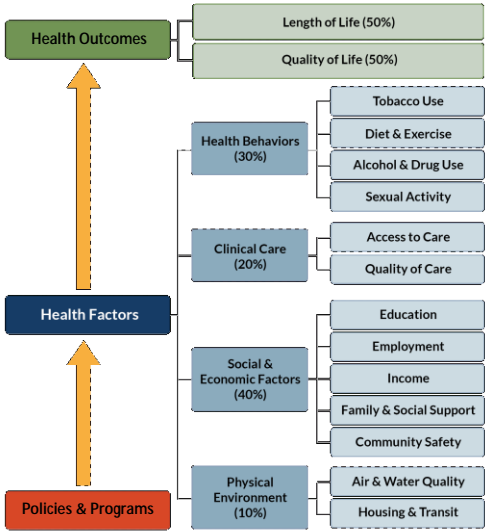 Health Outcomes
Length of Life (50%)
Quality of Life (50%)
Health Behaviors
(30%)
Tobacco Use
Diet & Exercise
Alcohol & Drug Use
Sexual Activity
Clinical Care
(20%)
Access to Care
Quality of Care
Health Factors
Social &
Economic Factors
(40%)
Education
Employment
Income
Family & Social Support
Community Safety
Policies & Programs
Physical
Environment
(10%)
Air & Water Quality
Housing & Transit